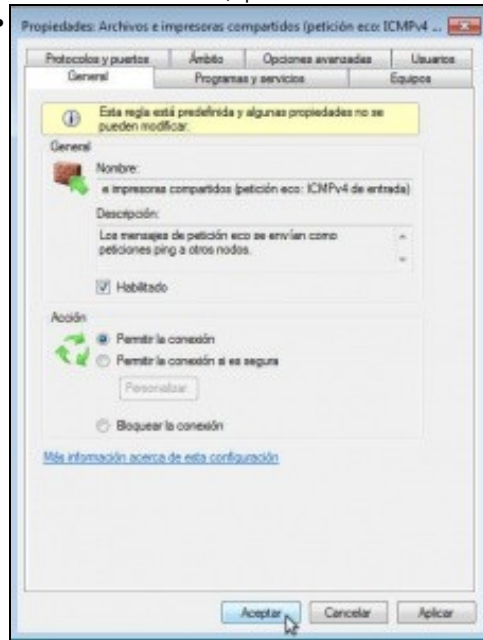 Propiedades: Archivos e impresoras compartidos (petición eco: ICMPv4 ...
Protocolos y puertos Ámbito Opciones avanzadas Usuarios
General Programas y servicios Equipos
Esta regla está predefinida y algunas propiedades no se
pueden modificar.
General
Nombre:
e impresoras compartidos (petición eco: ICMPv4 de entrada)
Descripción:
Los mensajes de petición eco se envían como
peticiones ping a otros nodos.
Habilitado
Acción
Permitir la conexión
Permitir la conexión si es segura
Personalizar...
Bloquear la conexión
Más información acerca de esta configuración
Aceptar Cancelar Aplicar